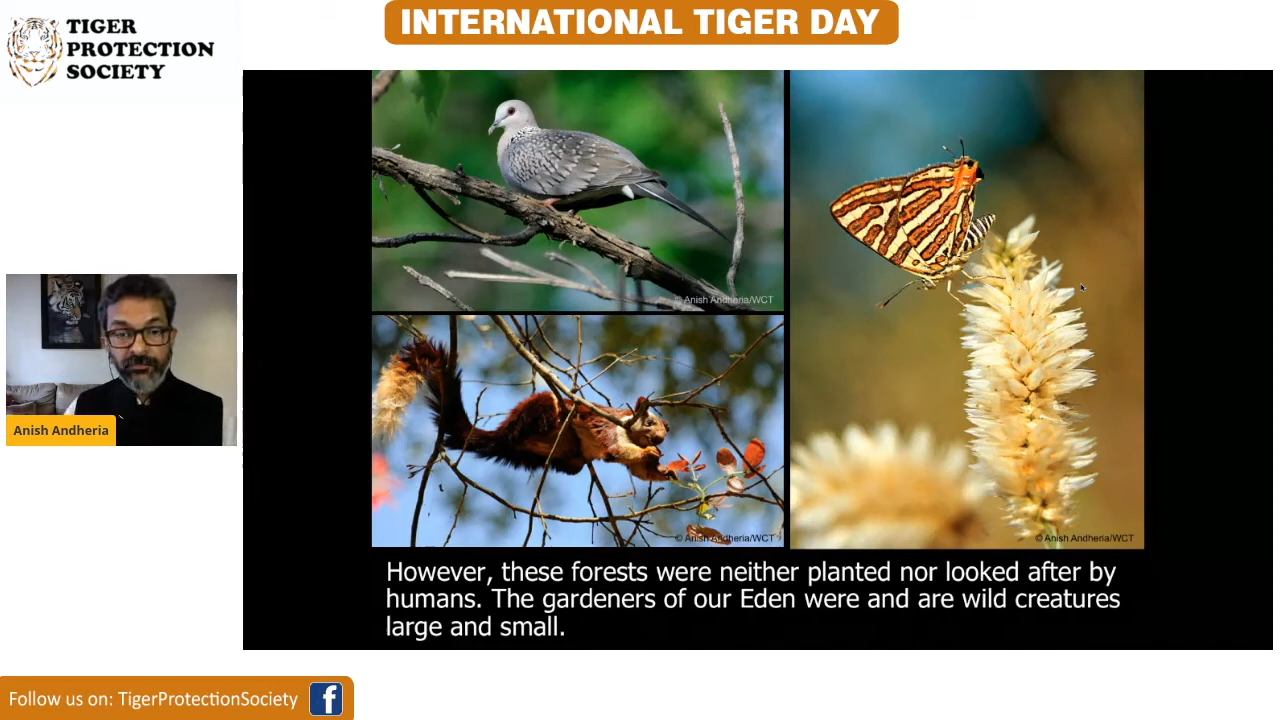 INTERNATIONAL TIGER DAY
TIGER
PROTECTION
SOCIETY
© Anish Andheria/WCT
© Anish Andheria/WCT
© Anish Andheria/WCT
Anish Andheria
However, these forests were neither planted nor looked after by
humans. The gardeners of our Eden were and are wild creatures
large and small.
Follow us on: TigerProtectionSociety f